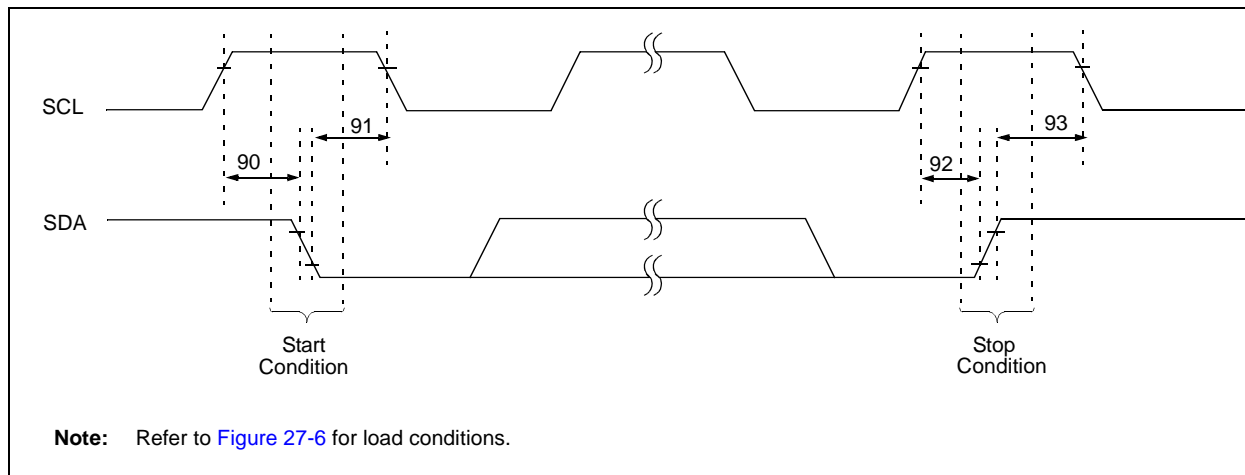 SCL
91
93
90
92
SDA
Start
Condition
Stop
Condition
Note: Refer to Figure 27-6 for load conditions.